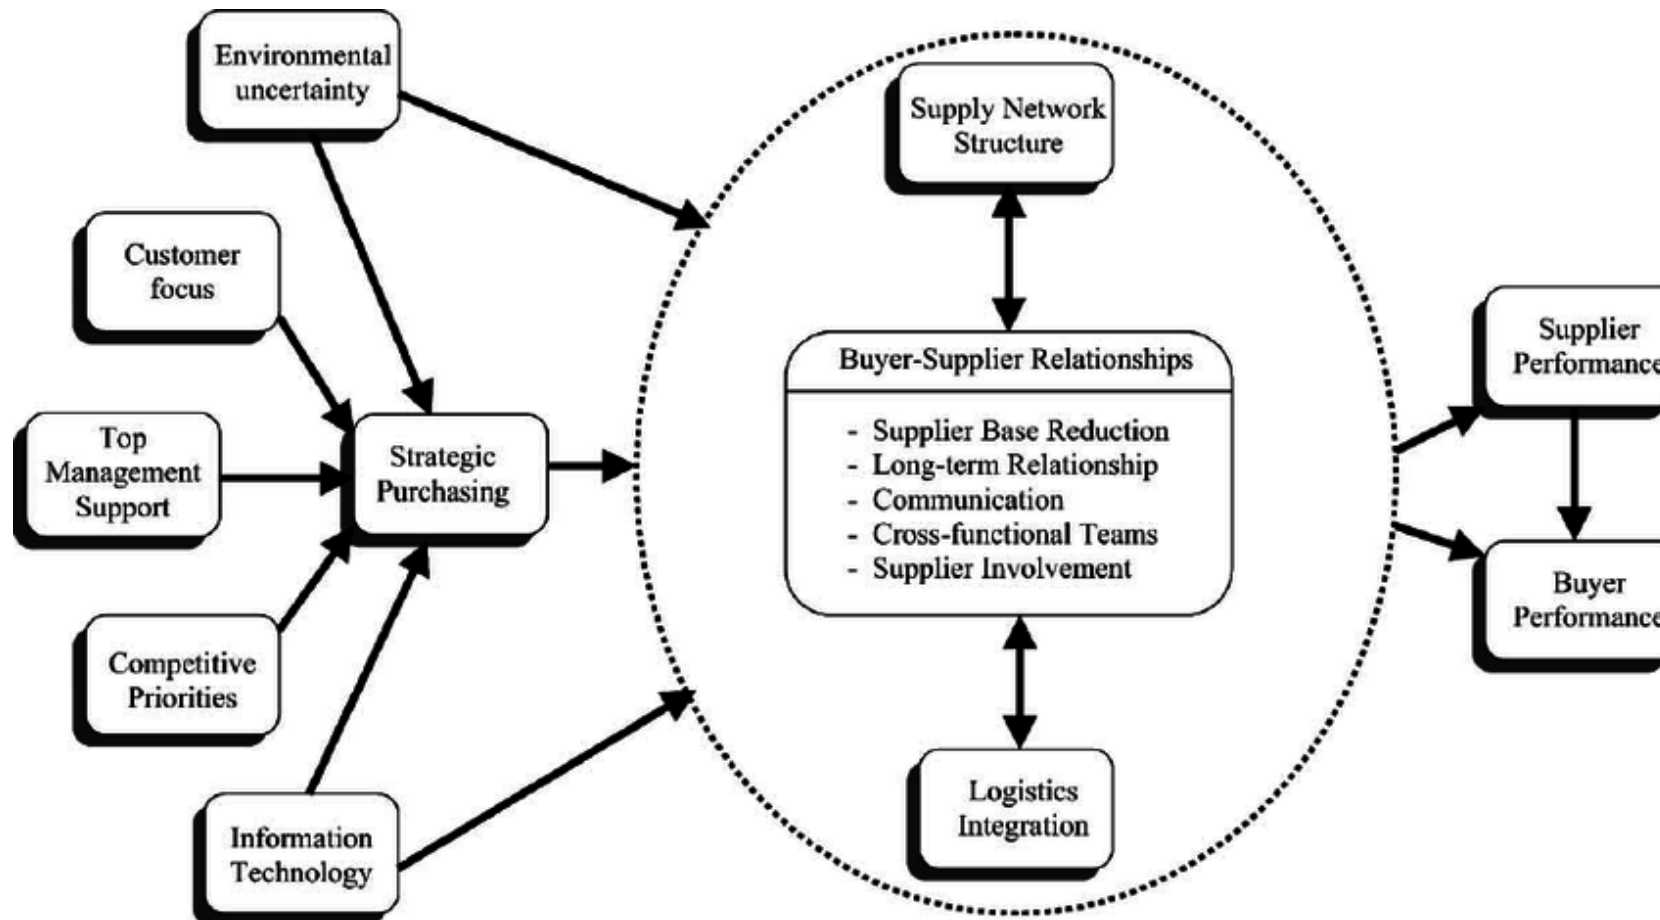 Environmental
uncertainty
Customer
focus
Top
Management
Support
Competitive
Priorities
Information
Technology
Strategic
Purchasing
Supply Network
Structure
Buyer-Supplier Relationships
- Supplier Base Reduction
- Long-term Relationship
- Communication
- Cross-functional Teams
- Supplier Involvement
Logistics
Integration
Supplier
Performance
Buyer
Performance